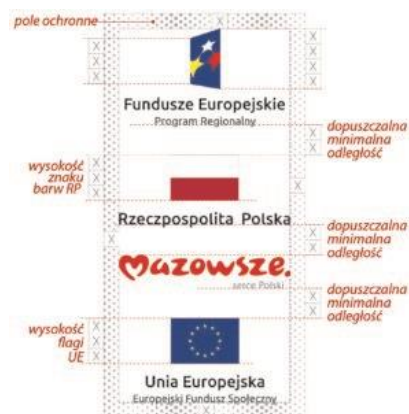 pole ochronne
X
X
X
X
X
X
X
X
Fundusze Europejskie
Program Regionalny
dopuszczalna
minimalna
odległość
X
X
wysokość
znaku
barw RP
X
X
X
Rzeczpospolita Polska
dopuszczalna
minimalna
odległość
X
X
X
mazowsze.
serce Polski
dopuszczalna
minimalna
odległość
X
X
wysokość
flagi
UE
X
X
X
Unia Europejska
Europejski Fundusz Społeczny
X